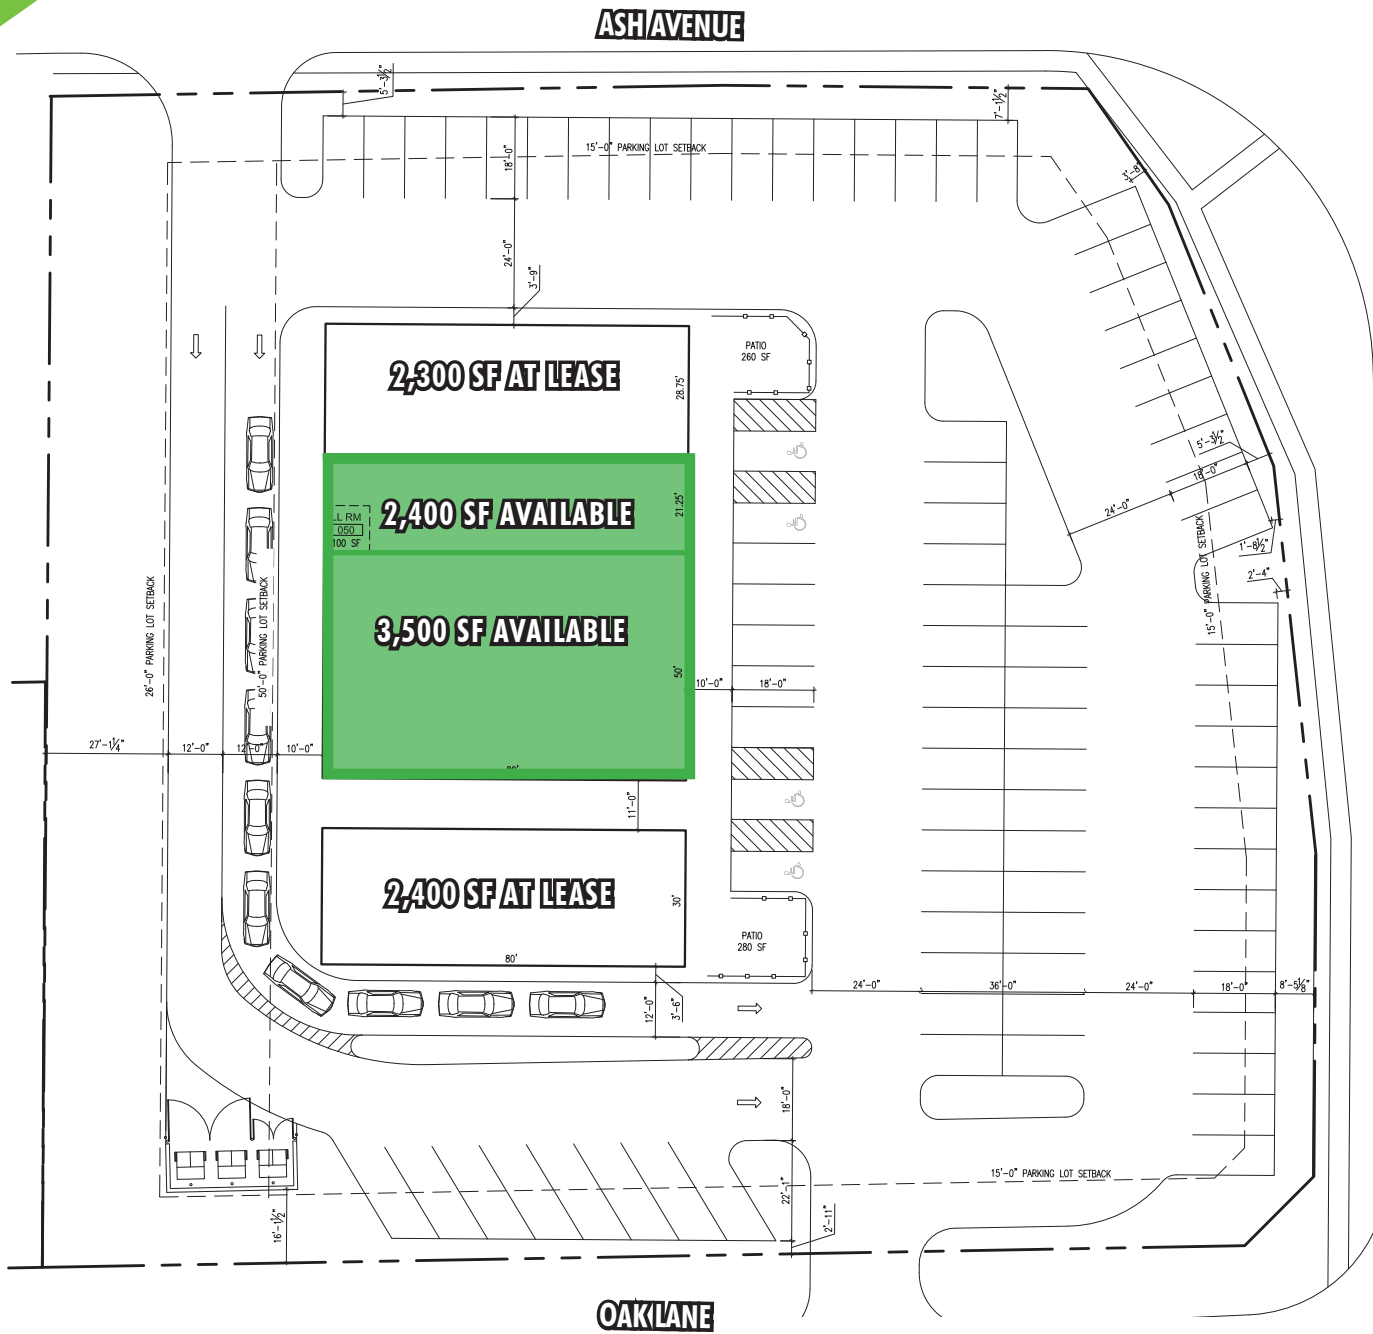 ASH AVENUE
5'-3½"
7'-1½"
15'-0" PARKING LOT SETBACK
18'-0"
3'-8"
24'-0"
3'-9"
2,300 SF AT LEASE
28.75'
PATIO
260 SF
5'-3½"
18'-0"
24'-0"
2,400 SF AVAILABLE
21.25'
LL RM
050
100 SF
1'-8½"
2'-4"
15'-0" PARKING LOT SETBACK
26'-0" PARKING LOT SETBACK
50'-0" PARKING LOT SETBACK
3,500 SF AVAILABLE
50'
10'-0"
18'-0"
27'-1¼"
12'-0"
12'-0"
10'-0"
11'-0"
2,400 SF AT LEASE
30'
80'
PATIO
280 SF
24'-0"
36'-0"
24'-0"
18'-0"
8'-5⅛"
12'-0"
3'-6"
18'-0"
15'-0" PARKING LOT SETBACK
22'-1"
2'-11"
16'-1½"
OAK LANE